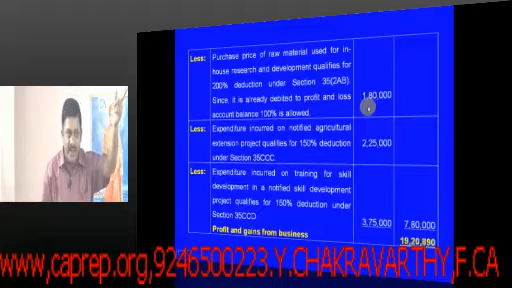 Less: Purchase price of raw material used for in-
house research and development qualifies for
200% deduction under Section 35(2AB).
Since, it is already debited to profit and loss
account balance 100% is allowed. 1,80,000
Less: Expenditure incurred on notified agricultural
extension project qualifies for 150% deduction
under Section 35CCC. 2,25,000
Less: Expenditure incurred on training for skill
development in a notified skill development
project qualifies for 150% deduction under
Section 35CCD 3,75,000 7,80,000
Profit and gains from business 19,20,890
www,caprep.org,9246500223.Y.CHAKRAVARTHY,F.CA